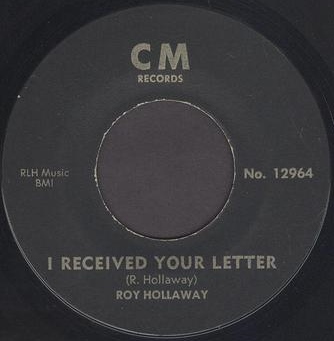 CM
RECORDS
RLH Music
BMI
No. 12964
I RECEIVED YOUR LETTER
(R. Hollaway)
ROY HOLLAWAY